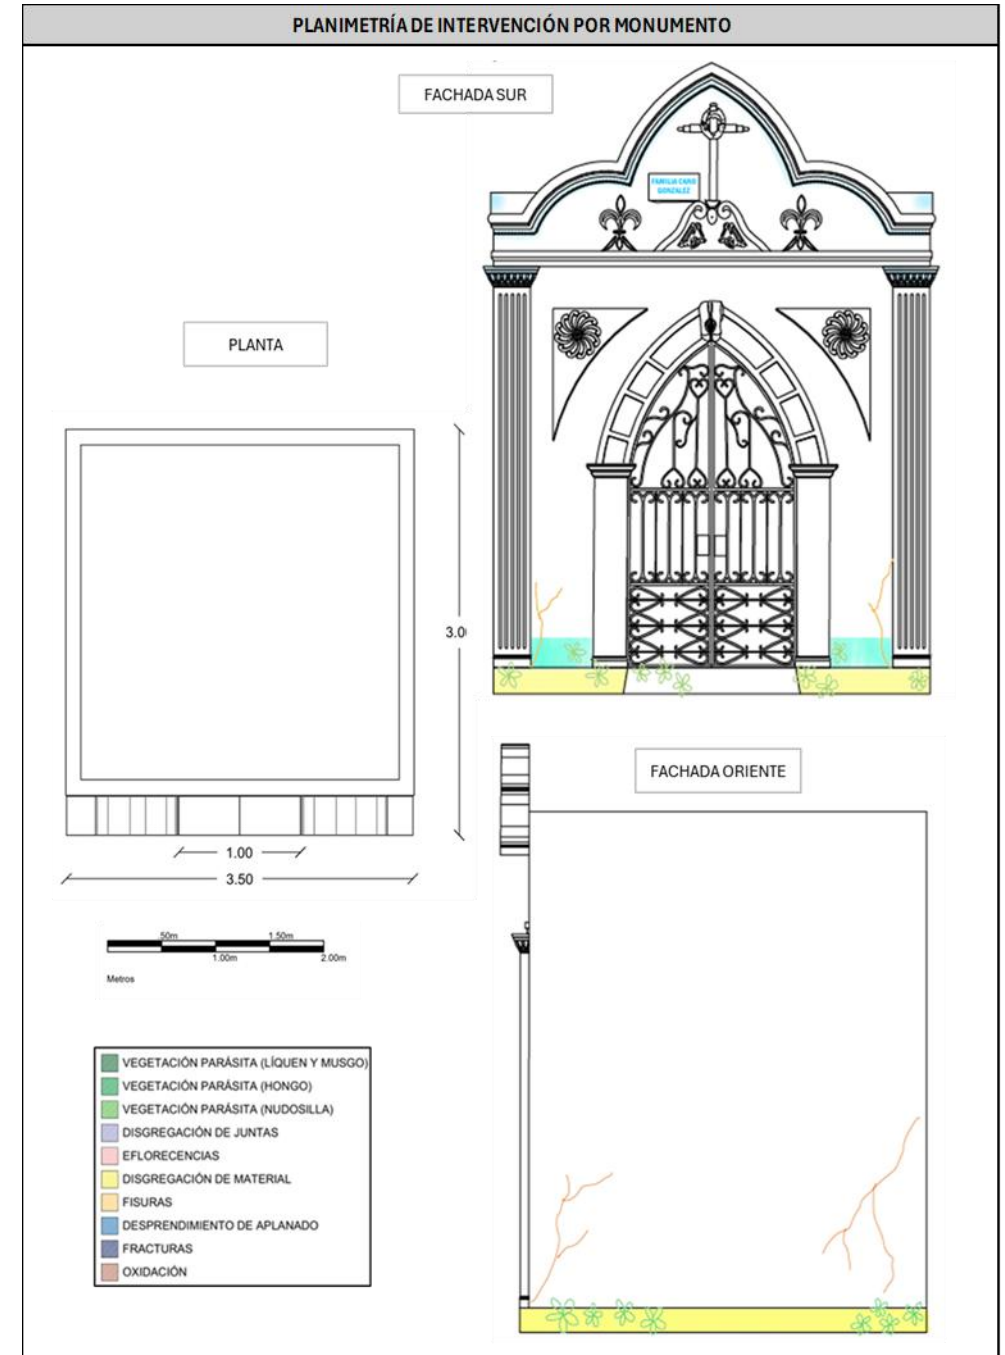 PLANIMETRÍA DE INTERVENCIÓN POR MONUMENTO
FACHADA SUR
FAMILIA CANO
GONZALEZ
PLANTA
3.0
1.00
3.50
50m
1.50m
1.00m
2.00m
Metros
FACHADA ORIENTE
VEGETACIÓN PARÁSITA (LÍQUEN Y MUSGO)
VEGETACIÓN PARÁSITA (HONGO)
VEGETACIÓN PARÁSITA (NUDOSILLA)
DISGREGACIÓN DE JUNTAS
EFLORECENCIAS
DISGREGACIÓN DE MATERIAL
FISURAS
DESPRENDIMIENTO DE APLANADO
FRACTURAS
OXIDACIÓN